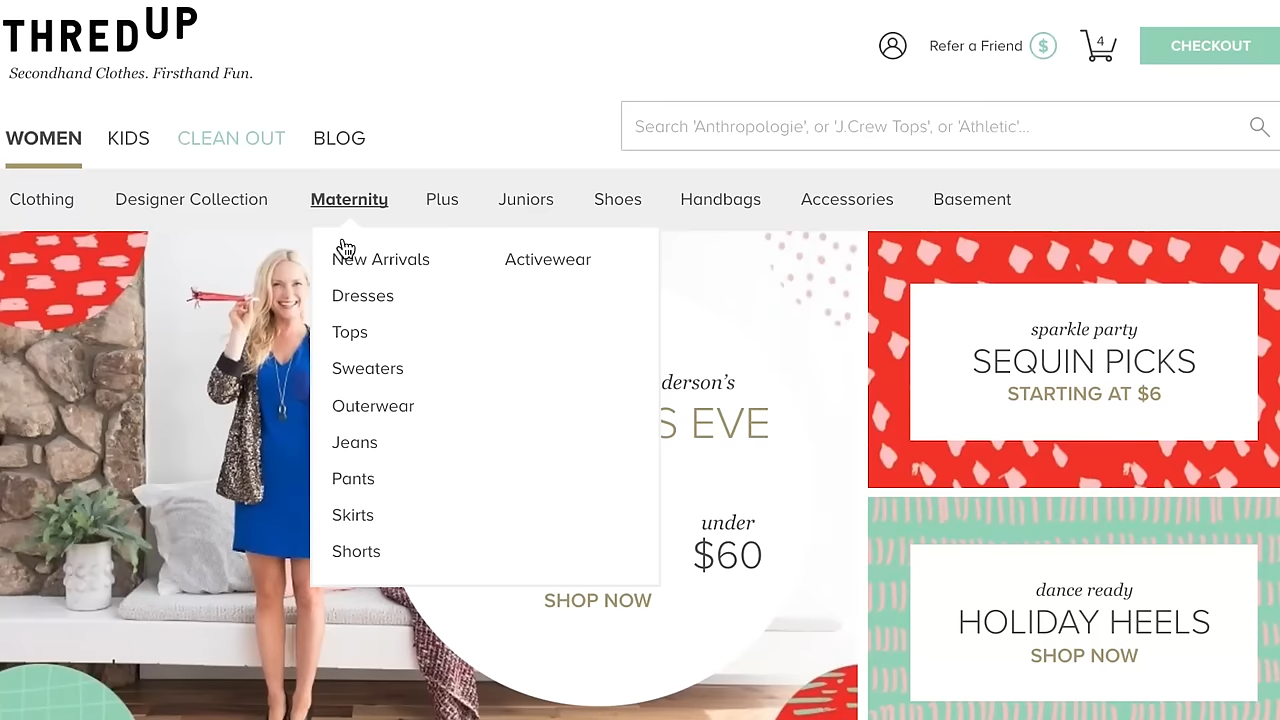 THREDUP
Secondhand Clothes. Firsthand Fun.
Refer a Friend $
4
CHECKOUT
WOMEN KIDS CLEAN OUT BLOG
Search 'Anthropologie', or 'J.Crew Tops', or 'Athletic'...
Clothing Designer Collection Maternity Plus Juniors Shoes Handbags Accessories Basement
New Arrivals Activewear
Dresses
Tops
Sweaters
Outerwear
Jeans
Pants
Skirts
Shorts
derson's
S EVE
under
$60
SHOP NOW
sparkle party
SEQUIN PICKS
STARTING AT $6
dance ready
HOLIDAY HEELS
SHOP NOW